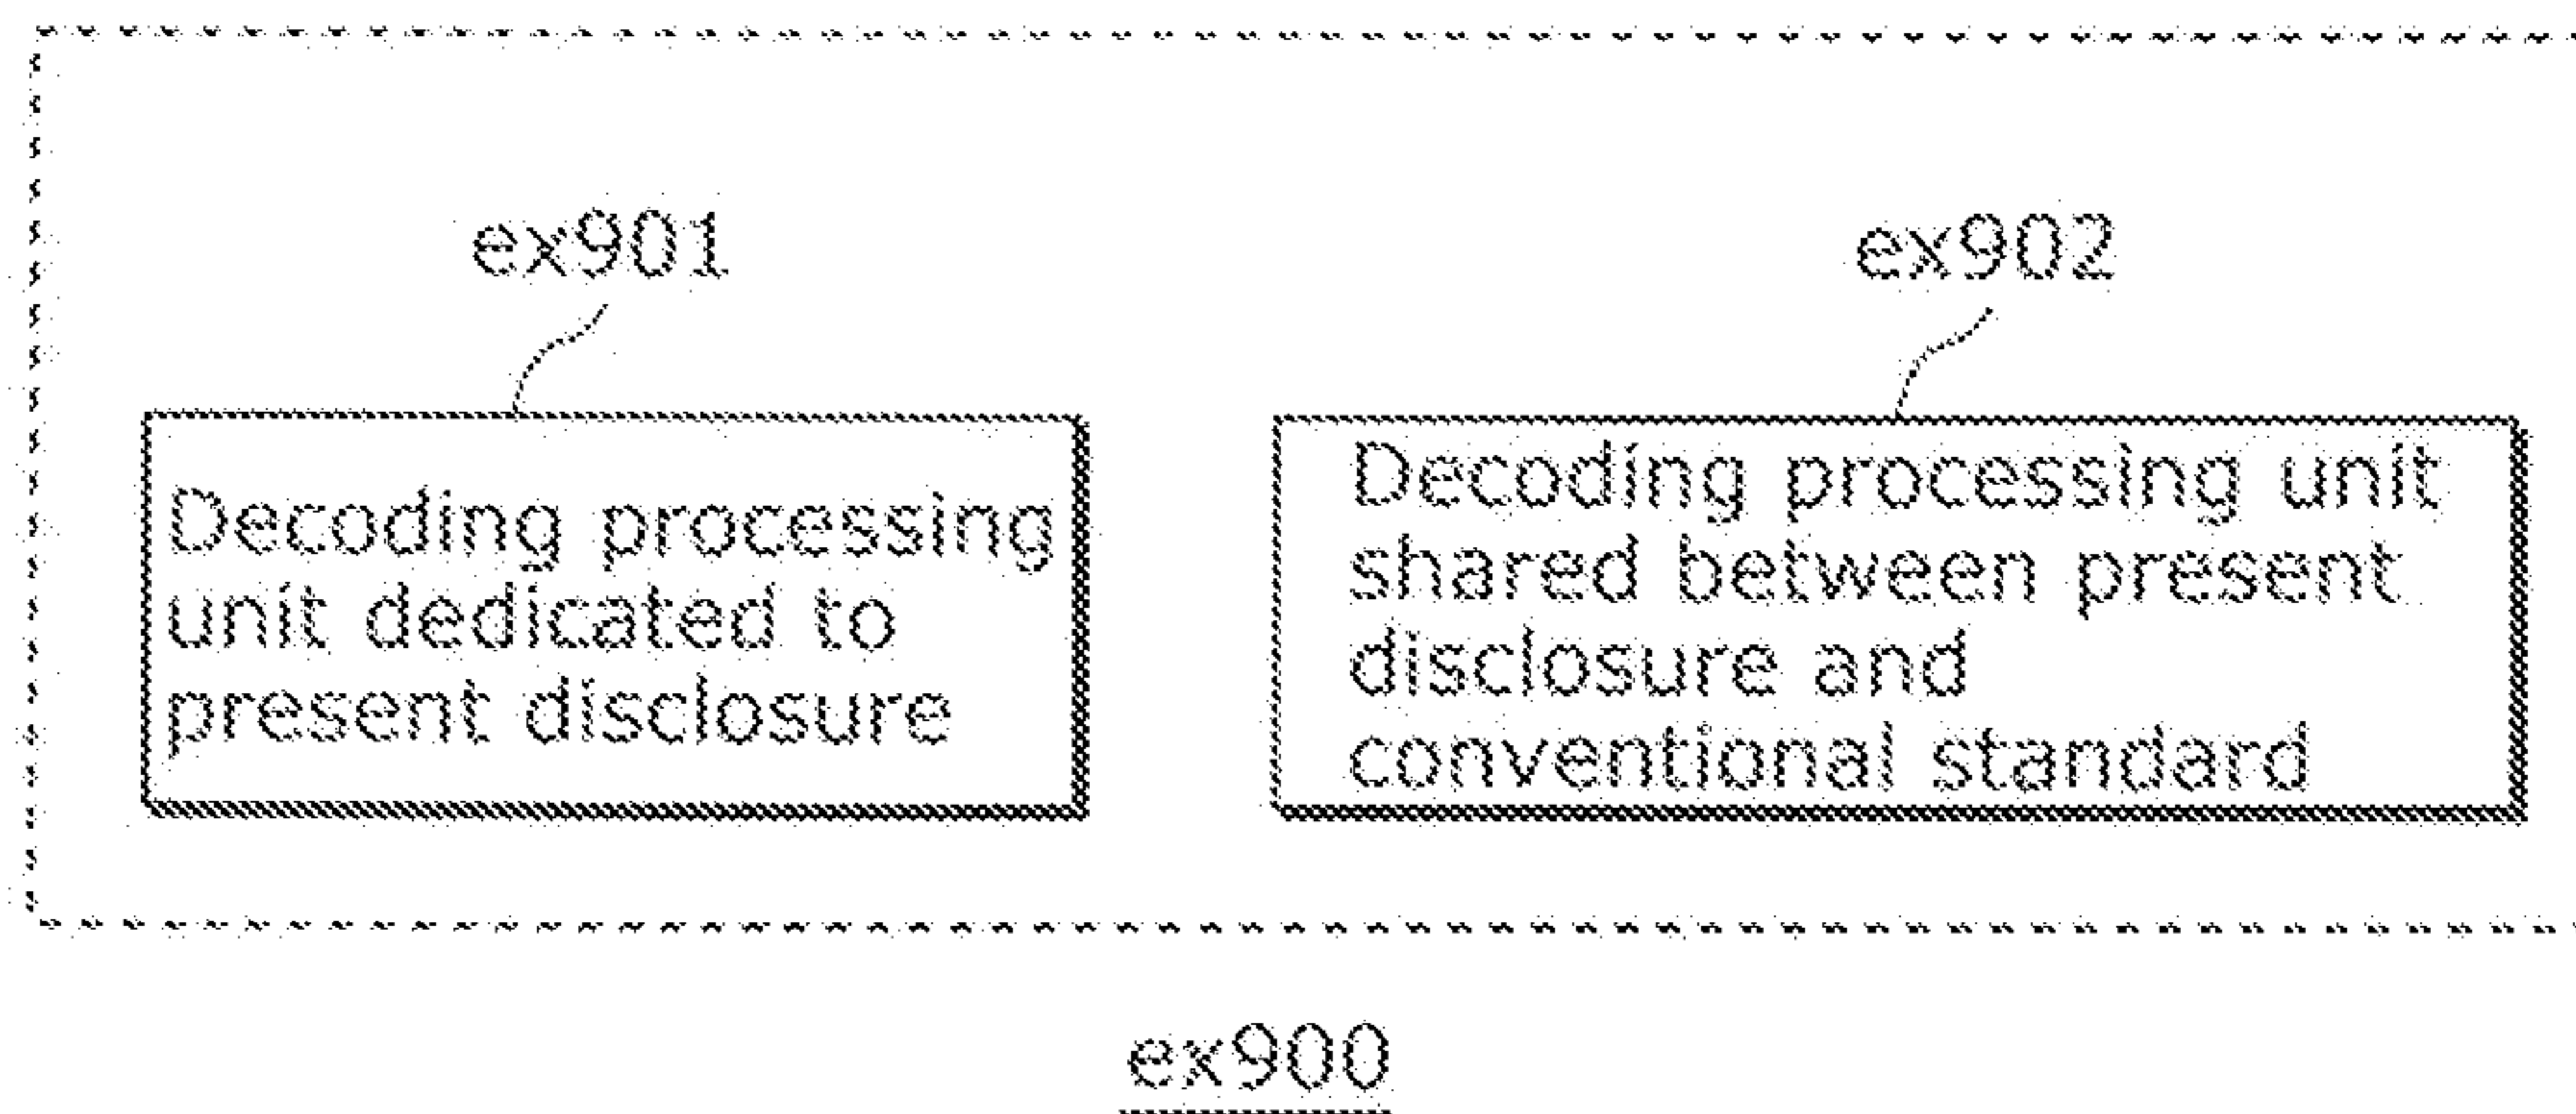 ex901
ex902
Decoding processing
unit dedicated to
present disclosure
Decoding processing unit
shared between present
disclosure and
conventional standard
ex900